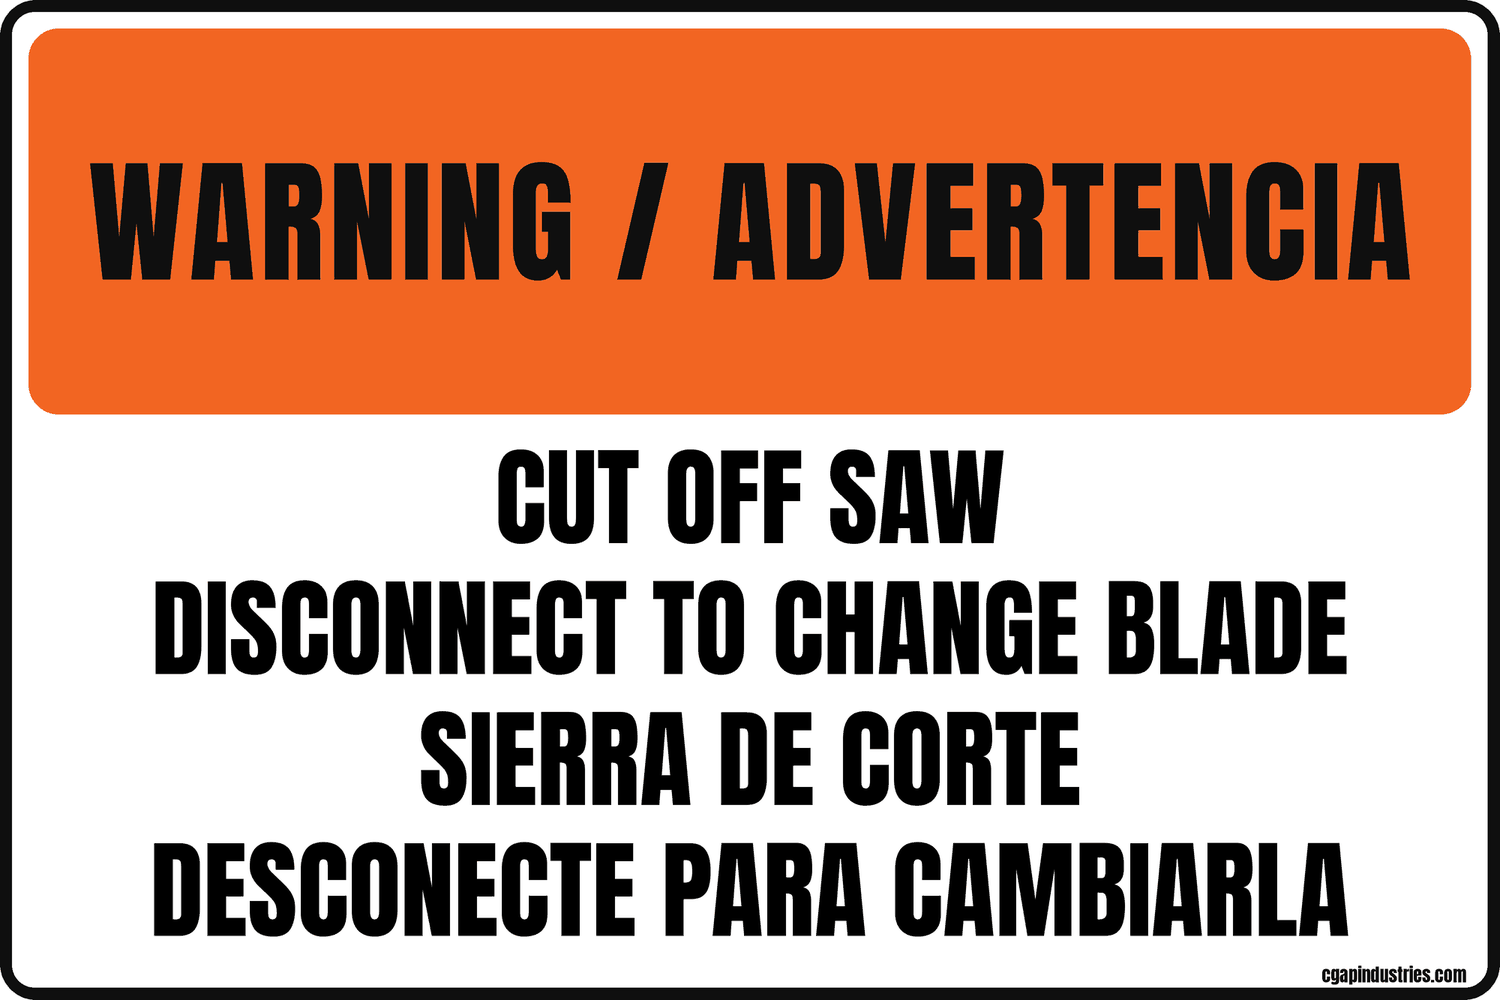 WARNING / ADVERTENCIA
CUT OFF SAW
DISCONNECT TO CHANGE BLADE
SIERRA DE CORTE
DESCONECTE PARA CAMBIARLA
cgapindustries.com